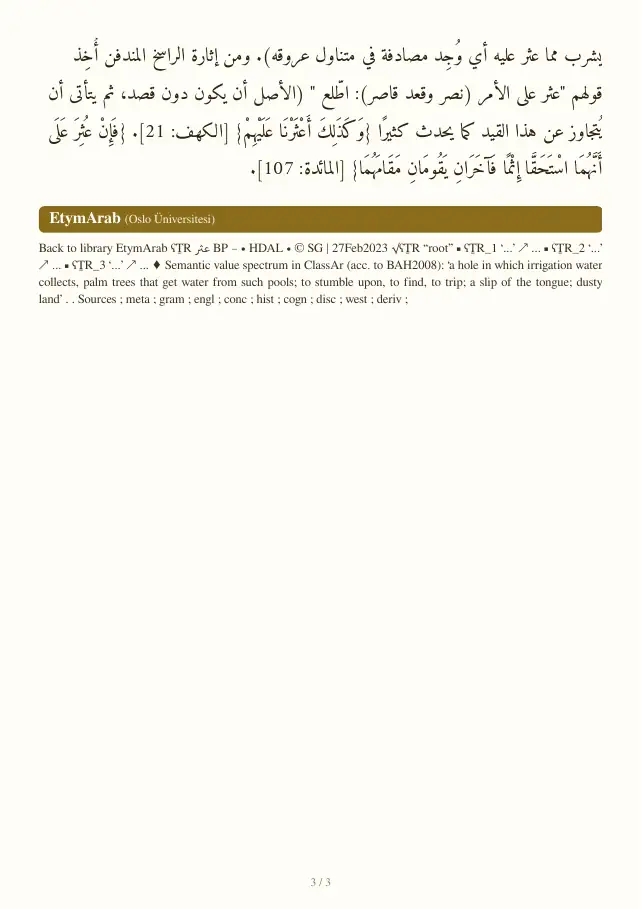 يشرب مما عثر عليه أي وُجِد مصادفة في متناول عروقه). ومن إثارة الراسخ المندفن أُخِذ
قولهم "عثر على الأمر (نصر وقعد قاصر): اطّلع " (الأصل أن يكون دون قصد، ثم يتأتى أن
يُتجاوز عن هذا القيد كما يحدث كثيرًا {وَكَذَلِكَ أَعْثَرْنَا عَلَيْهِمْ} [الكهف: 21]. {فَإِنْ عُثِرَ عَلَى
أَنَّهُمَا اسْتَحَقَّا إِثْمًا فَآخَرَانِ يَقُومَانِ مَقَامَهُمَا} [المائدة: 107].
EtymArab (Oslo Üniversitesi)
Back to library EtymArab ʕṮR عثر BP – • HDAL • © SG | 27Feb2023 √ʕṮR “root” ▪ ʕṮR_1 ‘...’ ↗ ... ▪ ʕṮR_2 ‘...’
↗ ... ▪ ʕṮR_3 ‘...’ ↗ ... ♦ Semantic value spectrum in ClassAr (acc. to BAH2008): ‘a hole in which irrigation water
collects, palm trees that get water from such pools; to stumble upon, to find, to trip; a slip of the tongue; dusty
land’ . . Sources ; meta ; gram ; engl ; conc ; hist ; cogn ; disc ; west ; deriv ;
3 / 3